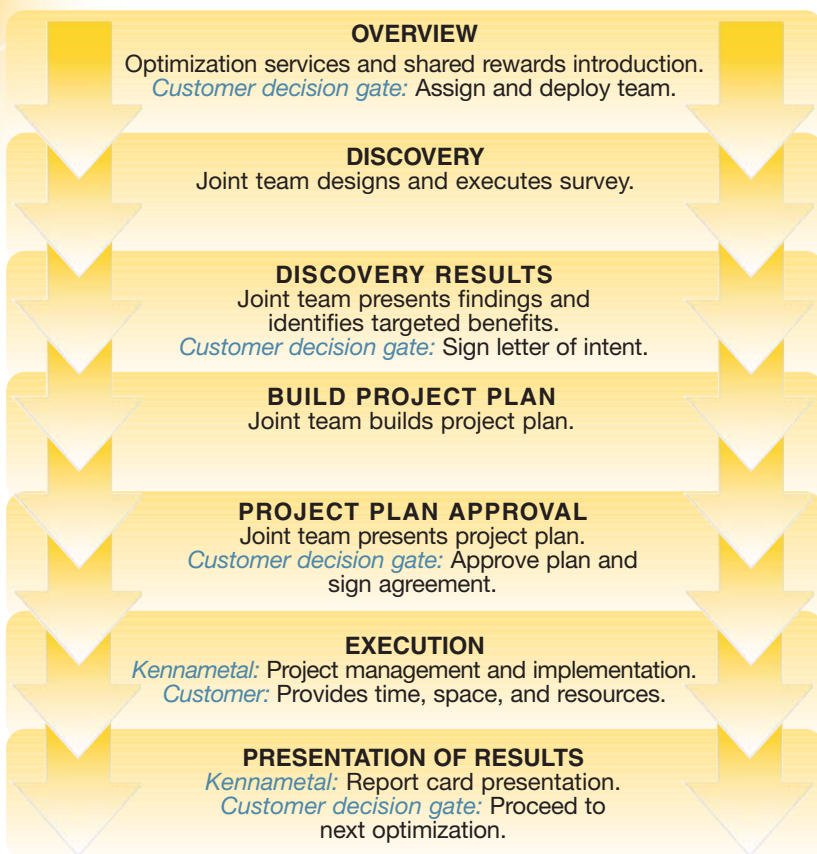 OVERVIEW
Optimization services and shared rewards introduction.
Customer decision gate: Assign and deploy team.
DISCOVERY
Joint team designs and executes survey.
DISCOVERY RESULTS
Joint team presents findings and
identifies targeted benefits.
Customer decision gate: Sign letter of intent.
BUILD PROJECT PLAN
Joint team builds project plan.
PROJECT PLAN APPROVAL
Joint team presents project plan.
Customer decision gate: Approve plan and
sign agreement.
EXECUTION
Kennametal: Project management and implementation.
Customer: Provides time, space, and resources.
PRESENTATION OF RESULTS
Kennametal: Report card presentation.
Customer decision gate: Proceed to
next optimization.